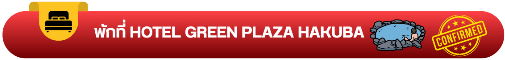 พักที่ HOTEL GREEN PLAZA HAKUBA
CONFIRMED